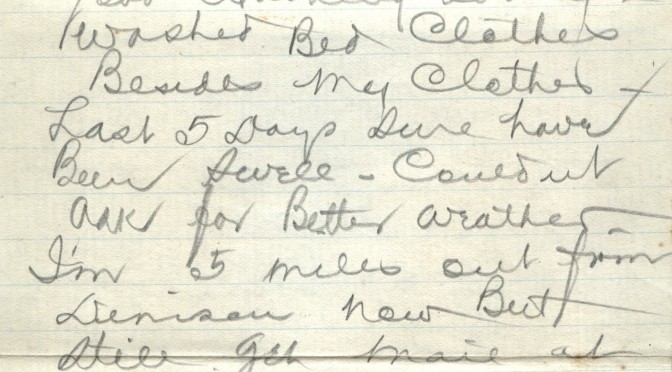 Washed Bed Clothes
Besides My Clothes -
Last 5 Days Sure have
Been Swell - Couldnt
Ask for Better Weather
I'm 5 miles out from
Denison now But
Still get mail at